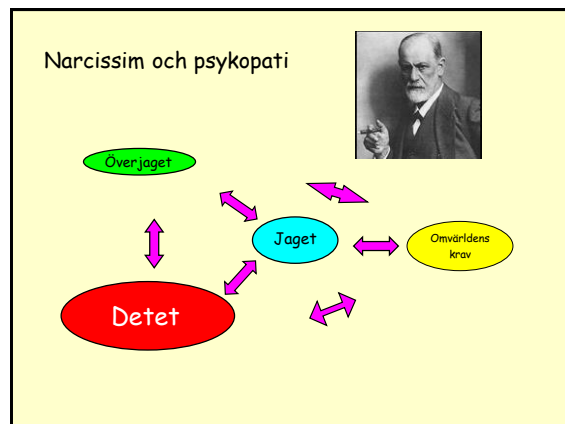 Narcissim och psykopati
Överjaget
Jaget
Omvärldens
krav
Detet